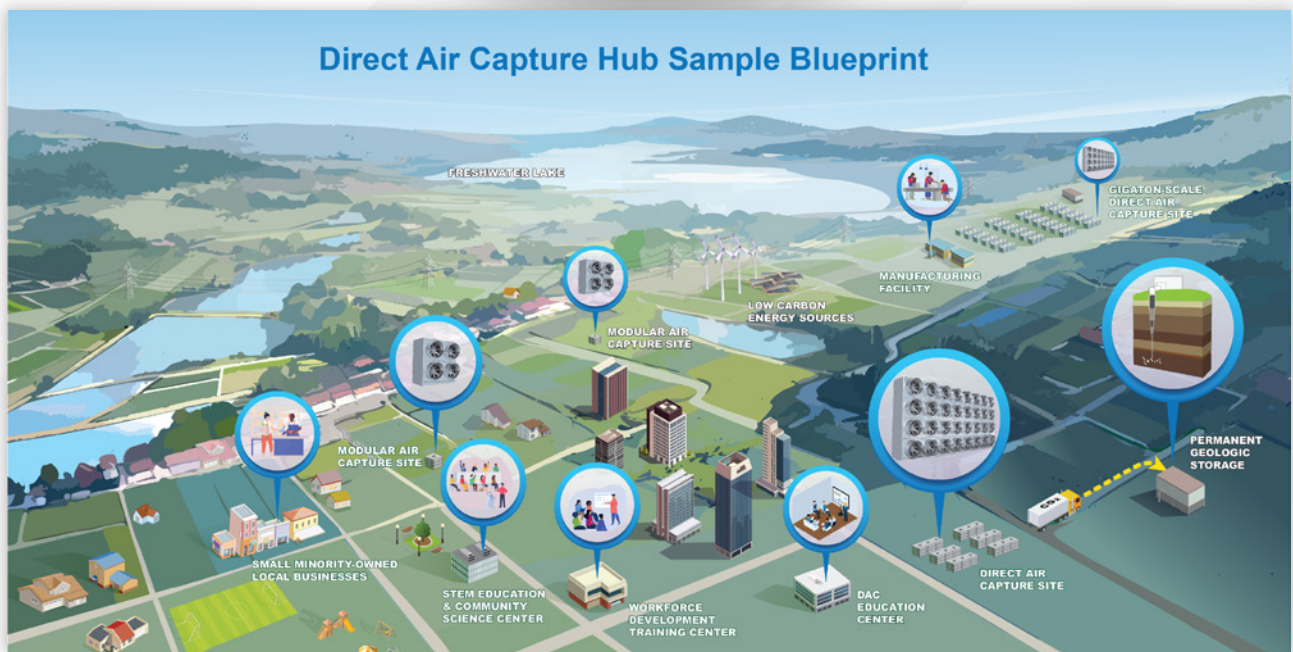 Direct Air Capture Hub Sample Blueprint
FRESHWATER LAKE
GIGATON-SCALE
DIRECT AIR
CAPTURE SITE
MANUFACTURING
FACILITY
LOW CARBON
ENERGY SOURCES
MODULAR AIR
CAPTURE SITE
MODULAR AIR
CAPTURE SITE
PERMANENT
GEOLOGIC
STORAGE
CO2
SMALL MINORITY-OWNED
LOCAL BUSINESSES
STEM EDUCATION
& COMMUNITY
SCIENCE CENTER
WORKFORCE
DEVELOPMENT
TRAINING CENTER
DAC
EDUCATION
CENTER
DIRECT AIR
CAPTURE SITE